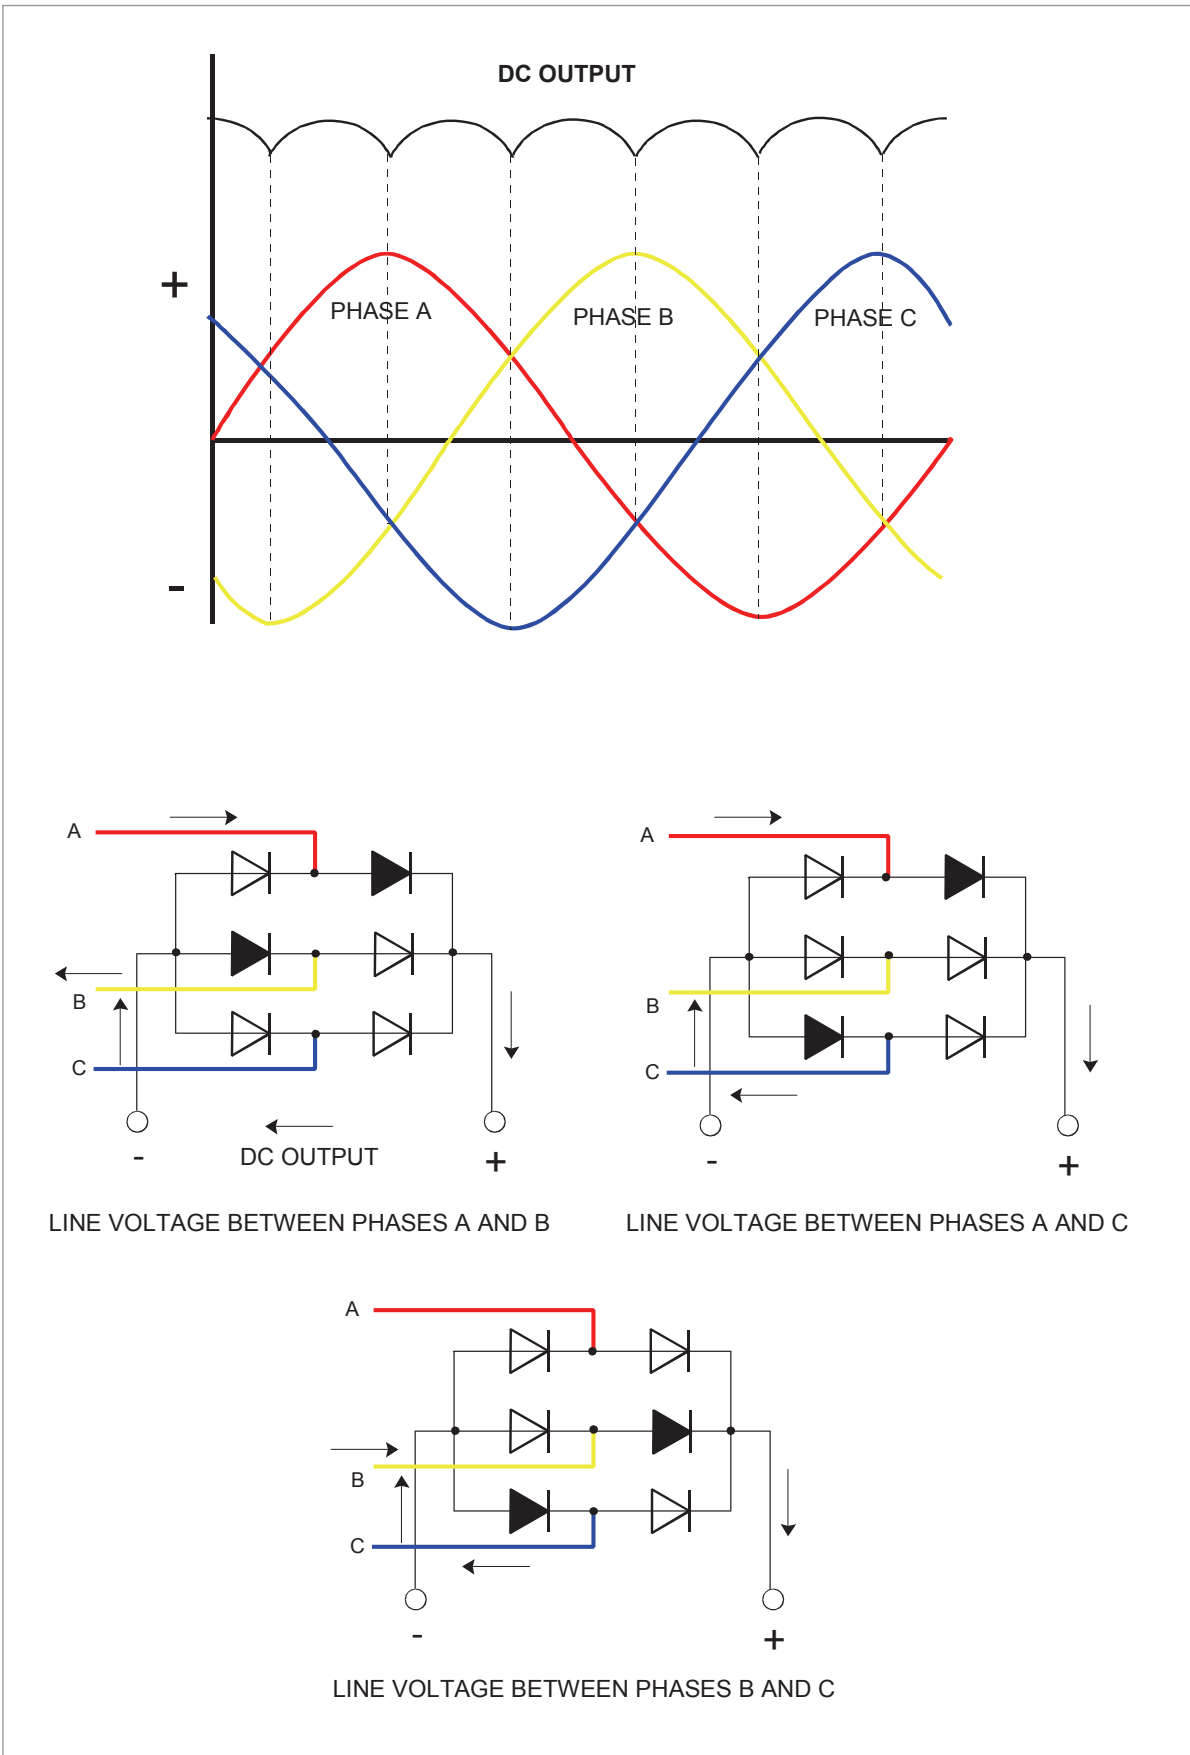 DC OUTPUT
+
PHASE A
PHASE B
PHASE C
-
A
B
C
-
DC OUTPUT
+
LINE VOLTAGE BETWEEN PHASES A AND B
A
B
C
-
+
LINE VOLTAGE BETWEEN PHASES A AND C
A
B
C
-
+
LINE VOLTAGE BETWEEN PHASES B AND C